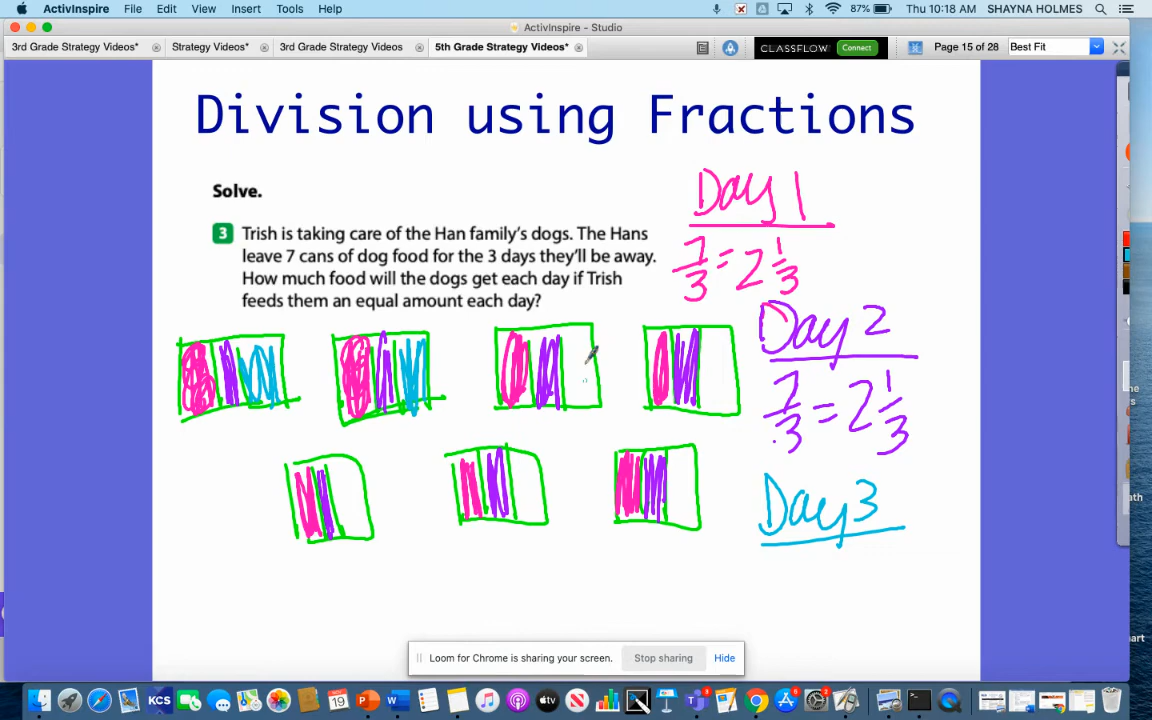 ActivInspire File Edit View Insert Tools Help 87% Thu 10:18 AM SHAYNA HOLMES
ActivInspire - Studio
3rd Grade Strategy Videos* Strategy Videos* 3rd Grade Strategy Videos 5th Grade Strategy Videos* CLASSFLOW Connect Page 15 of 28 Best Fit
Division using Fractions
Solve.
3 Trish is taking care of the Han family's dogs. The Hans
leave 7 cans of dog food for the 3 days they'll be away.
How much food will the dogs get each day if Trish
feeds them an equal amount each day?
Day 1
7/3 = 2 1/3
Day 2
7/3 = 2 1/3
Day 3
Loom for Chrome is sharing your screen. Stop sharing Hide
KCS